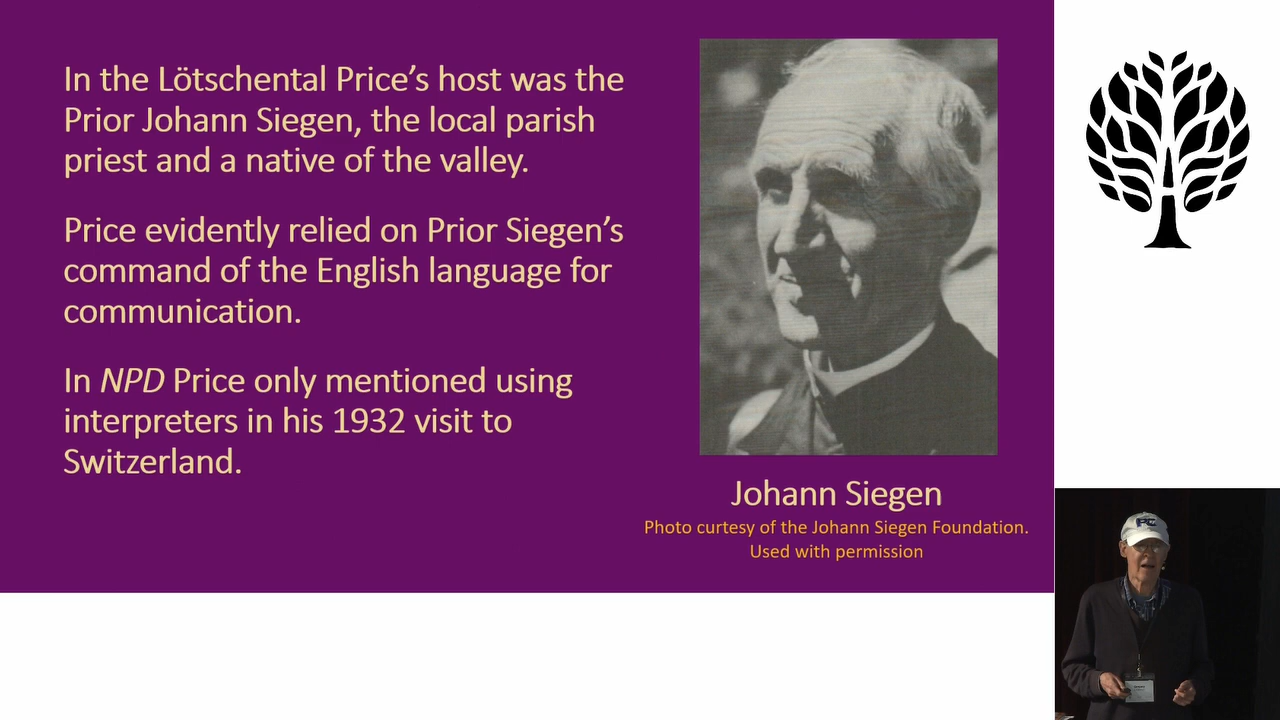 In the Lötschental Price’s host was the
Prior Johann Siegen, the local parish
priest and a native of the valley.
Price evidently relied on Prior Siegen’s
command of the English language for
communication.
In NPD Price only mentioned using
interpreters in his 1932 visit to
Switzerland.
Johann Siegen
Photo curtesy of the Johann Siegen Foundation.
Used with permission